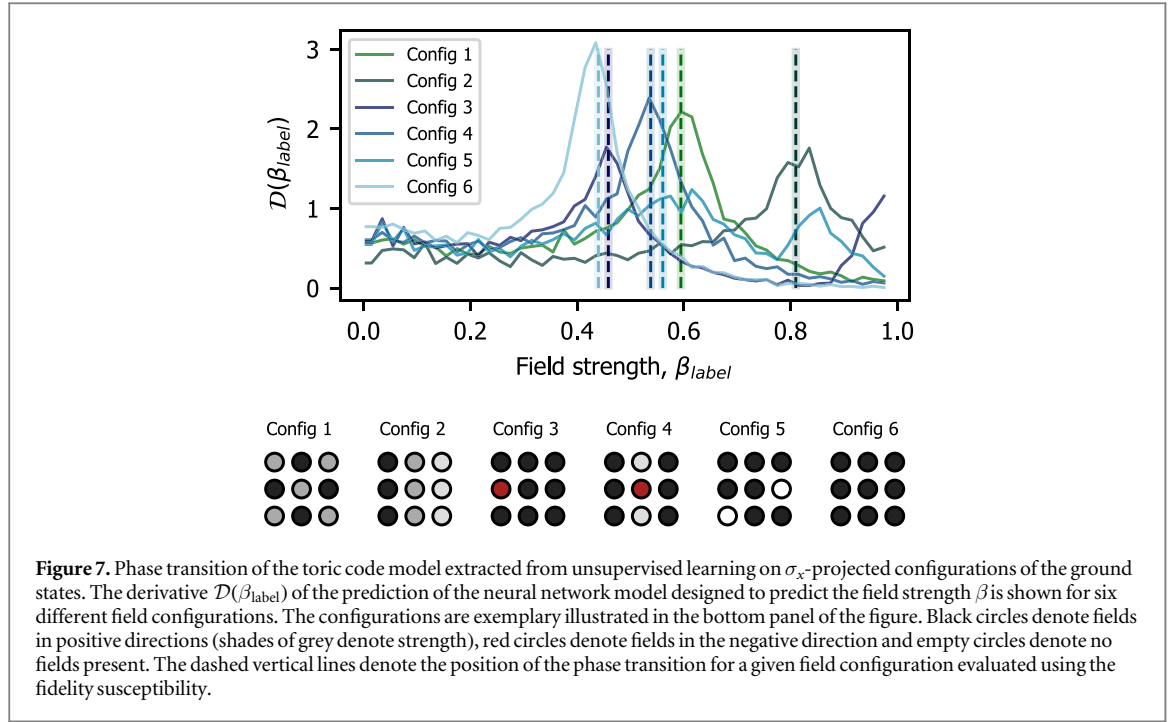 3
2
1
0
𝒟(β_label)
Config 1
Config 2
Config 3
Config 4
Config 5
Config 6
0.0 0.2 0.4 0.6 0.8 1.0
Field strength, β_label
Config 1 Config 2 Config 3 Config 4 Config 5 Config 6
Figure 7. Phase transition of the toric code model extracted from unsupervised learning on σ_x-projected configurations of the ground
states. The derivative 𝒟(β_label) of the prediction of the neural network model designed to predict the field strength β is shown for six
different field configurations. The configurations are exemplary illustrated in the bottom panel of the figure. Black circles denote fields
in positive directions (shades of grey denote strength), red circles denote fields in the negative direction and empty circles denote no
fields present. The dashed vertical lines denote the position of the phase transition for a given field configuration evaluated using the
fidelity susceptibility.